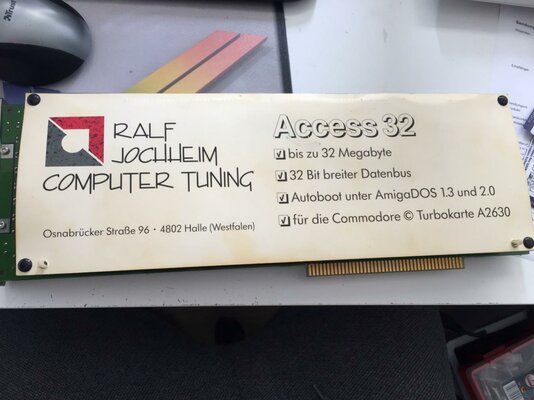 Trust
RALF
JOCHHEIM
COMPUTER TUNING
Osnabrücker Straße 96 · 4802 Halle (Westfalen)
Access 32
bis zu 32 Megabyte
32 Bit breiter Datenbus
Autoboot unter AmigaDOS 1.3 und 2.0
für die Commodore © Turbokarte A2630